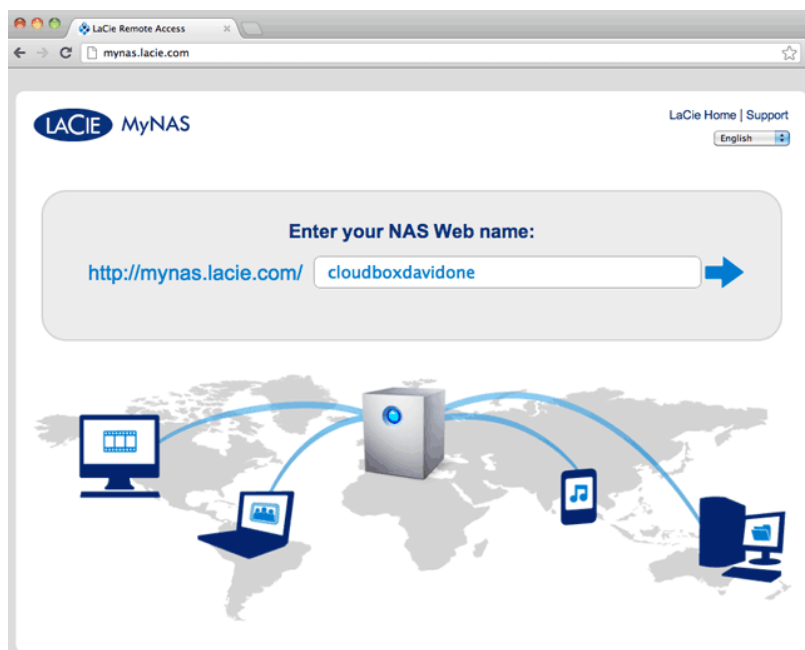 LaCie Remote Access
mynas.lacie.com
LACIE MyNAS
LaCie Home | Support
English
Enter your NAS Web name:
http://mynas.lacie.com/ cloudboxdavidone